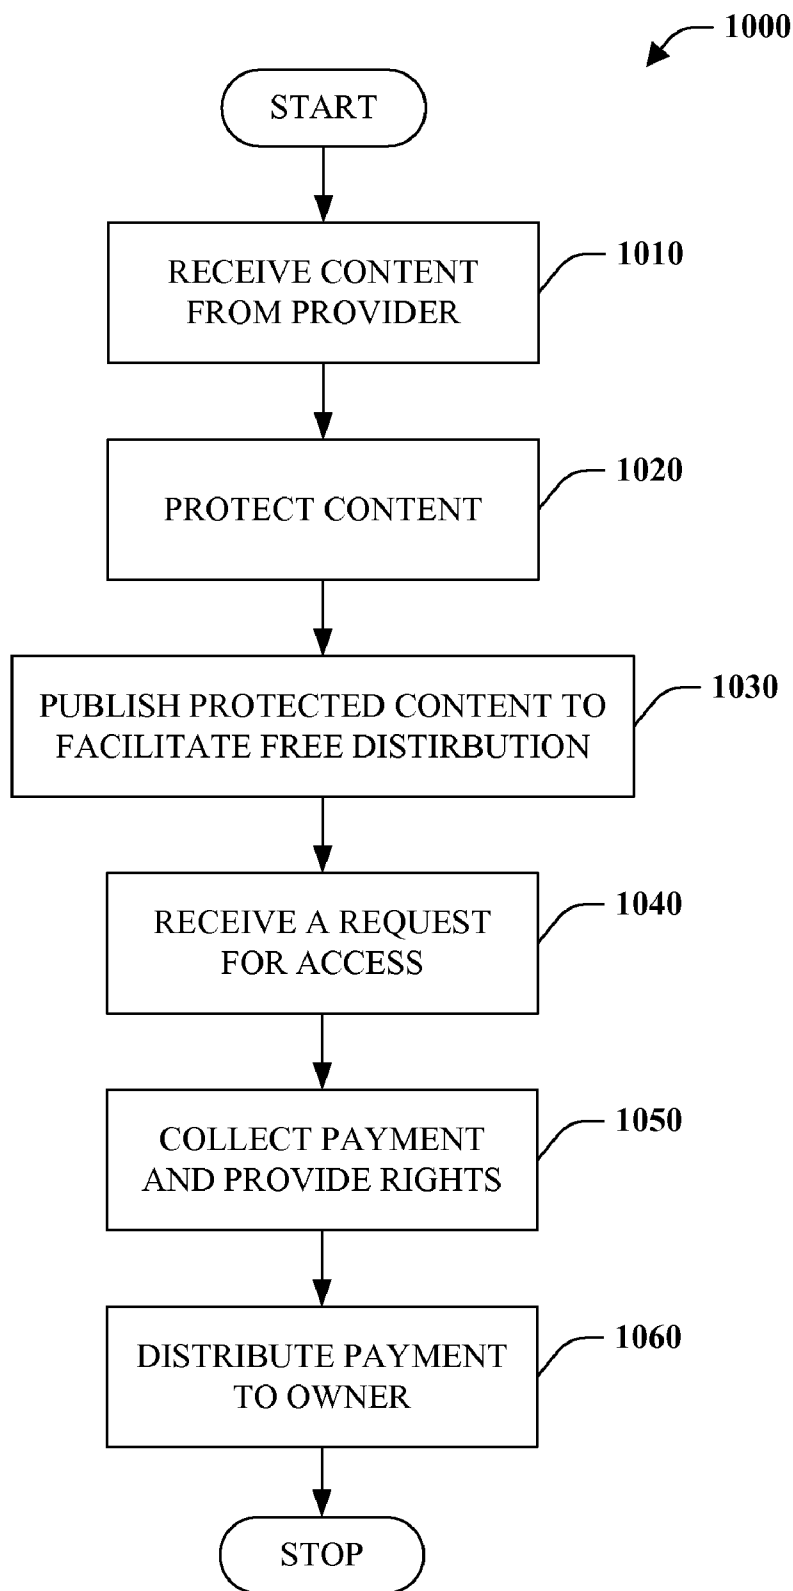 1000
START
RECEIVE CONTENT
FROM PROVIDER
1010
PROTECT CONTENT
1020
PUBLISH PROTECTED CONTENT TO
FACILITATE FREE DISTIRBUTION
1030
RECEIVE A REQUEST
FOR ACCESS
1040
COLLECT PAYMENT
AND PROVIDE RIGHTS
1050
DISTRIBUTE PAYMENT
TO OWNER
1060
STOP